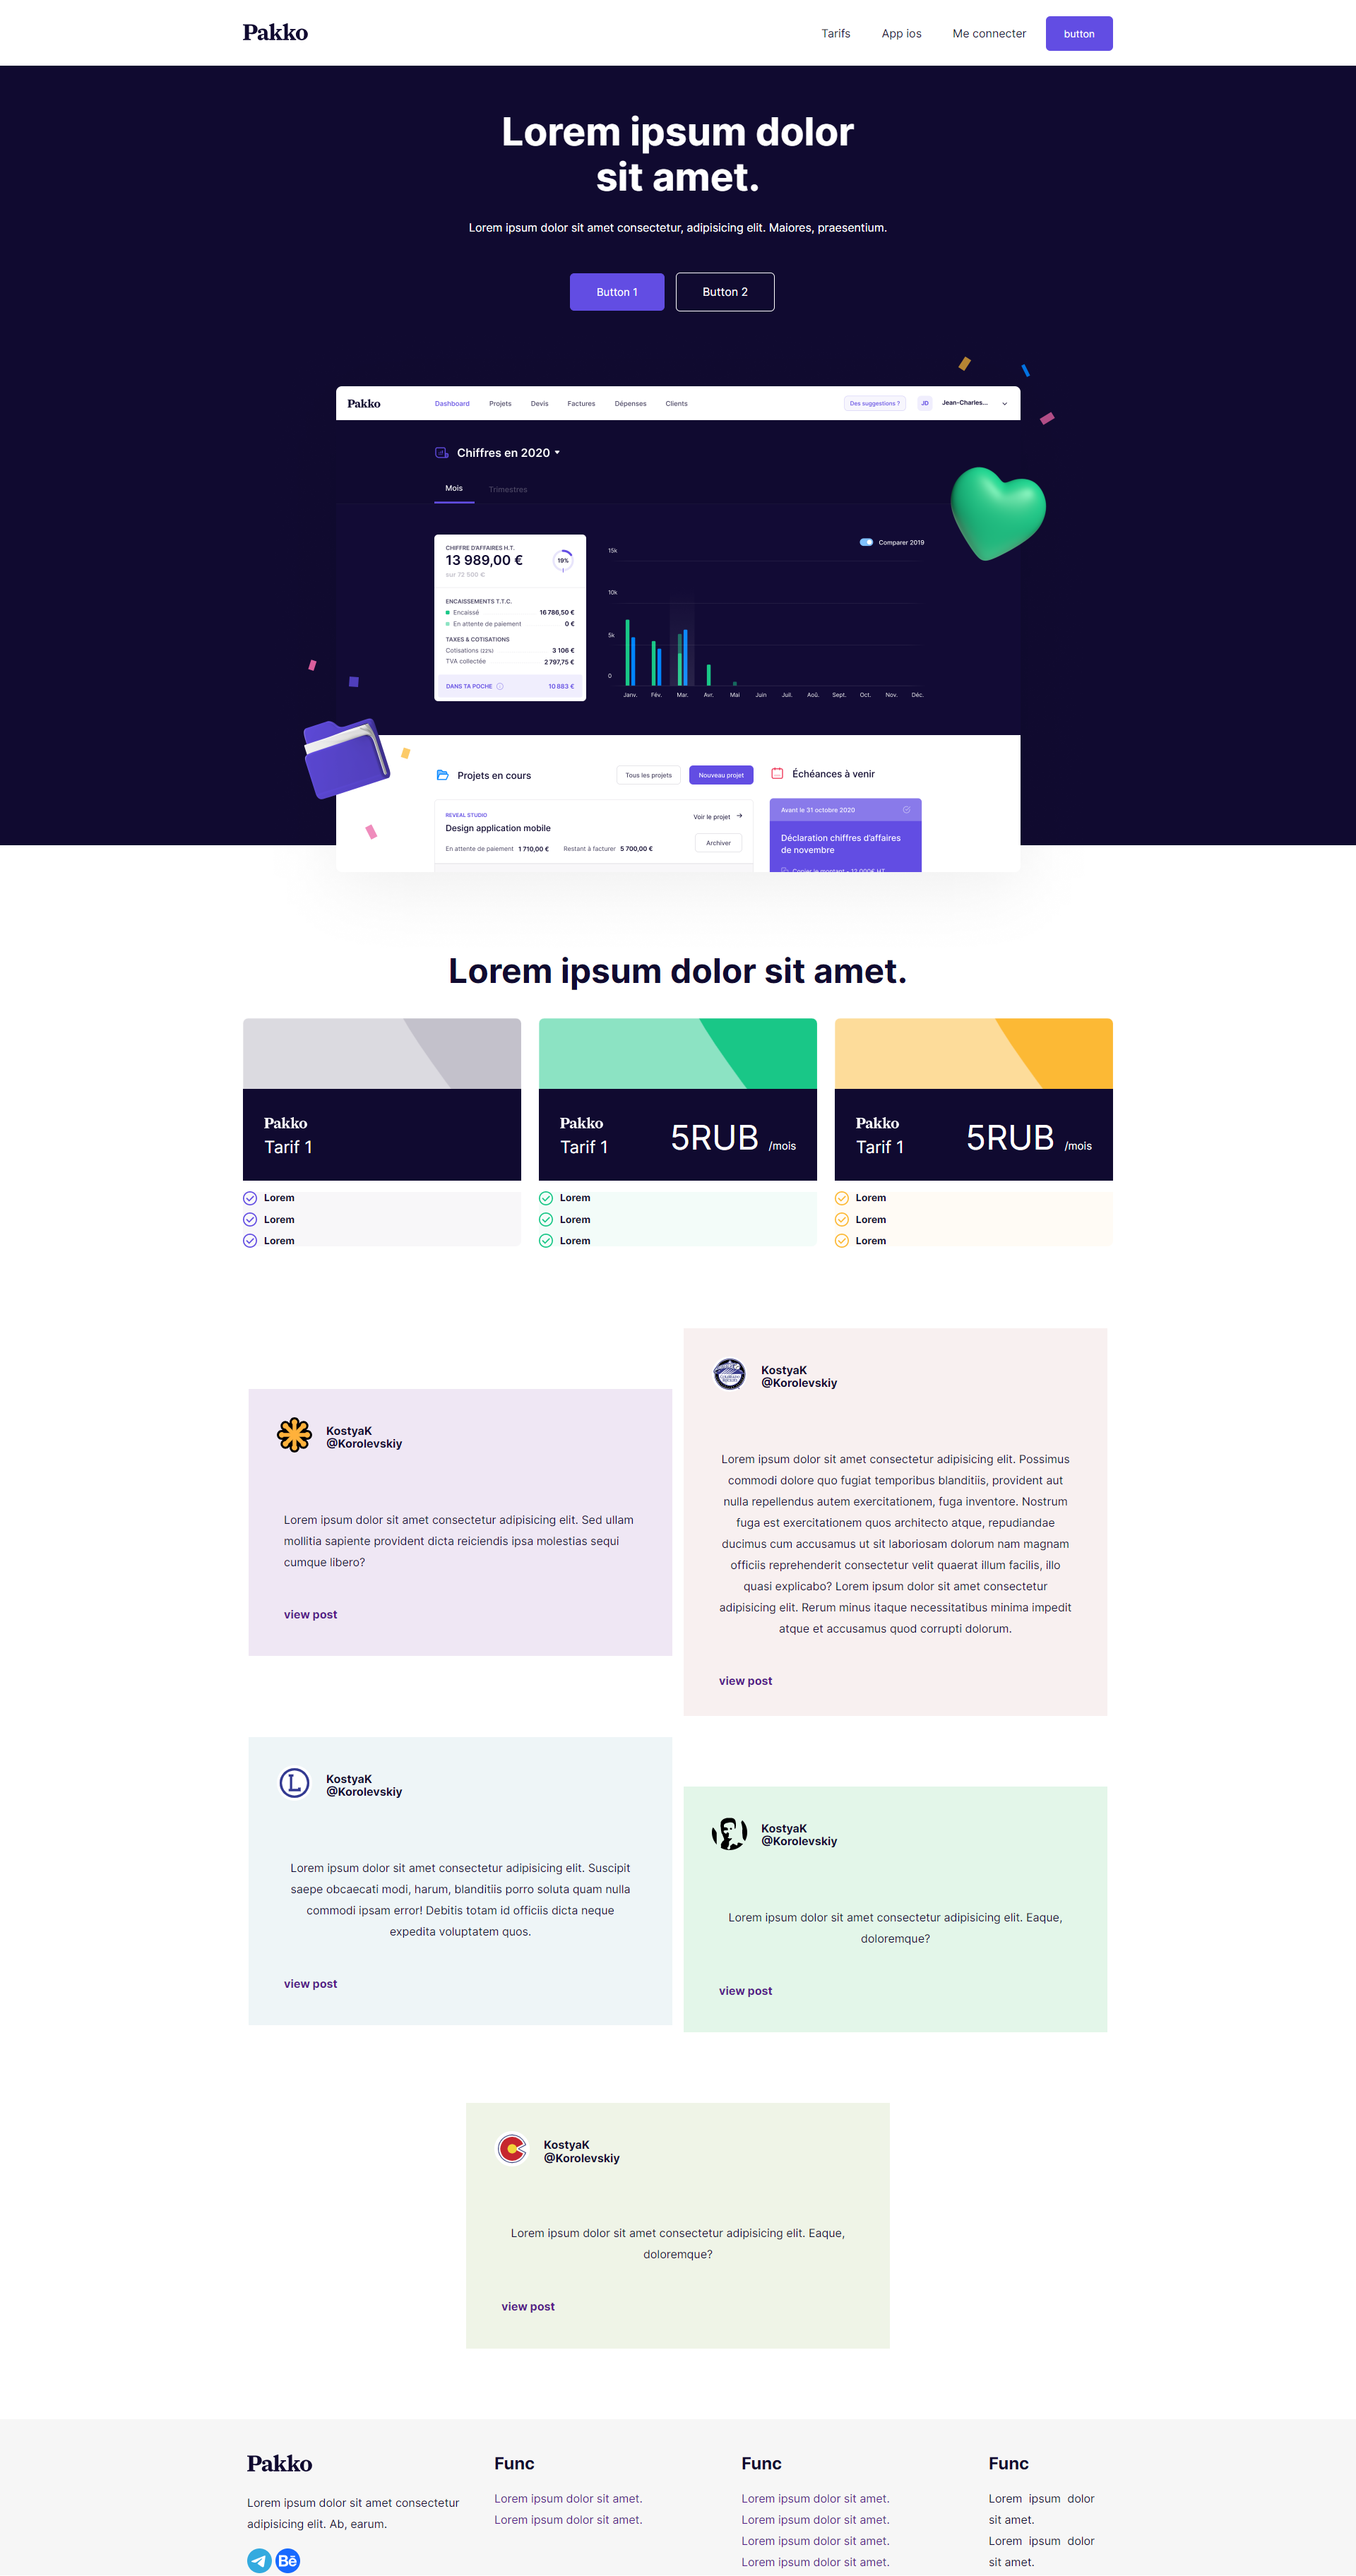 Pakko
Tarifs App ios Me connecter button
Lorem ipsum dolor
sit amet.
Lorem ipsum dolor sit amet consectetur, adipisicing elit. Maiores, praesentium.
Button 1 Button 2
Pakko Dashboard Projets Devis Factures Dépenses Clients Des suggestions ? JD Jean-Charles...
Chiffres en 2020
Mois Trimestres
CHIFFRE D'AFFAIRES H.T.
13 989,00 €
sur 72 500 €
19%
ENCAISSEMENTS T.T.C.
Encaissé 16 786,50 €
En attente de paiement 0 €
TAXES & COTISATIONS
Cotisations (22%) 3 106 €
TVA collectée 2 797,75 €
DANS TA POCHE 10 883 €
Comparer 2019
15k
10k
5k
0
Janv. Fév. Mar. Avr. Mai Juin Juil. Aoû. Sept. Oct. Nov. Déc.
Projets en cours Tous les projets Nouveau projet
REVEAL STUDIO
Design application mobile
Voir le projet
En attente de paiement 1 710,00 € Restant à facturer 5 700,00 €
Archiver
Échéances à venir
Avant le 31 octobre 2020
Déclaration chiffres d'affaires
de novembre
Copier le montant - 12 000€ HT
Lorem ipsum dolor sit amet.
Pakko
Tarif 1
Lorem
Lorem
Lorem
Pakko
Tarif 1
5RUB /mois
Lorem
Lorem
Lorem
Pakko
Tarif 1
5RUB /mois
Lorem
Lorem
Lorem
KostyaK
@Korolevskiy
Lorem ipsum dolor sit amet consectetur adipisicing elit. Sed ullam
mollitia sapiente provident dicta reiciendis ipsa molestias sequi
cumque libero?
view post
KostyaK
@Korolevskiy
Lorem ipsum dolor sit amet consectetur adipisicing elit. Possimus
commodi dolore quo fugiat temporibus blanditiis, provident aut
nulla repellendus autem exercitationem, fuga inventore. Nostrum
fuga est exercitationem quos architecto atque, repudiandae
ducimus cum accusamus ut sit laboriosam dolorum nam magnam
officiis reprehenderit consectetur velit quaerat illum facilis, illo
quasi explicabo? Lorem ipsum dolor sit amet consectetur
adipisicing elit. Rerum minus itaque necessitatibus minima impedit
atque et accusamus quod corrupti dolorum.
view post
L
KostyaK
@Korolevskiy
Lorem ipsum dolor sit amet consectetur adipisicing elit. Suscipit
saepe obcaecati modi, harum, blanditiis porro soluta quam nulla
commodi ipsam error! Debitis totam id officiis dicta neque
expedita voluptatem quos.
view post
KostyaK
@Korolevskiy
Lorem ipsum dolor sit amet consectetur adipisicing elit. Eaque,
doloremque?
view post
KostyaK
@Korolevskiy
Lorem ipsum dolor sit amet consectetur adipisicing elit. Eaque,
doloremque?
view post
Pakko
Lorem ipsum dolor sit amet consectetur
adipisicing elit. Ab, earum.
Bē
Func
Lorem ipsum dolor sit amet.
Lorem ipsum dolor sit amet.
Func
Lorem ipsum dolor sit amet.
Lorem ipsum dolor sit amet.
Lorem ipsum dolor sit amet.
Lorem ipsum dolor sit amet.
Func
Lorem ipsum dolor
sit amet.
Lorem ipsum dolor
sit amet.